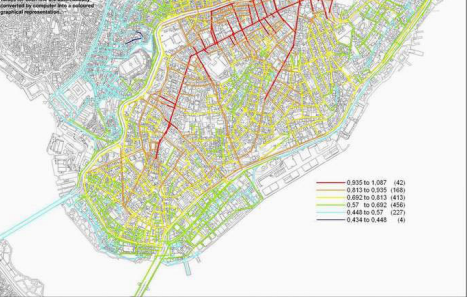 converted by computer into a coloured
graphical representation.
0,935 to 1,087 (42)
0,813 to 0,935 (168)
0,692 to 0,813 (413)
0,57 to 0,692 (456)
0,448 to 0,57 (227)
0,434 to 0,448 (4)